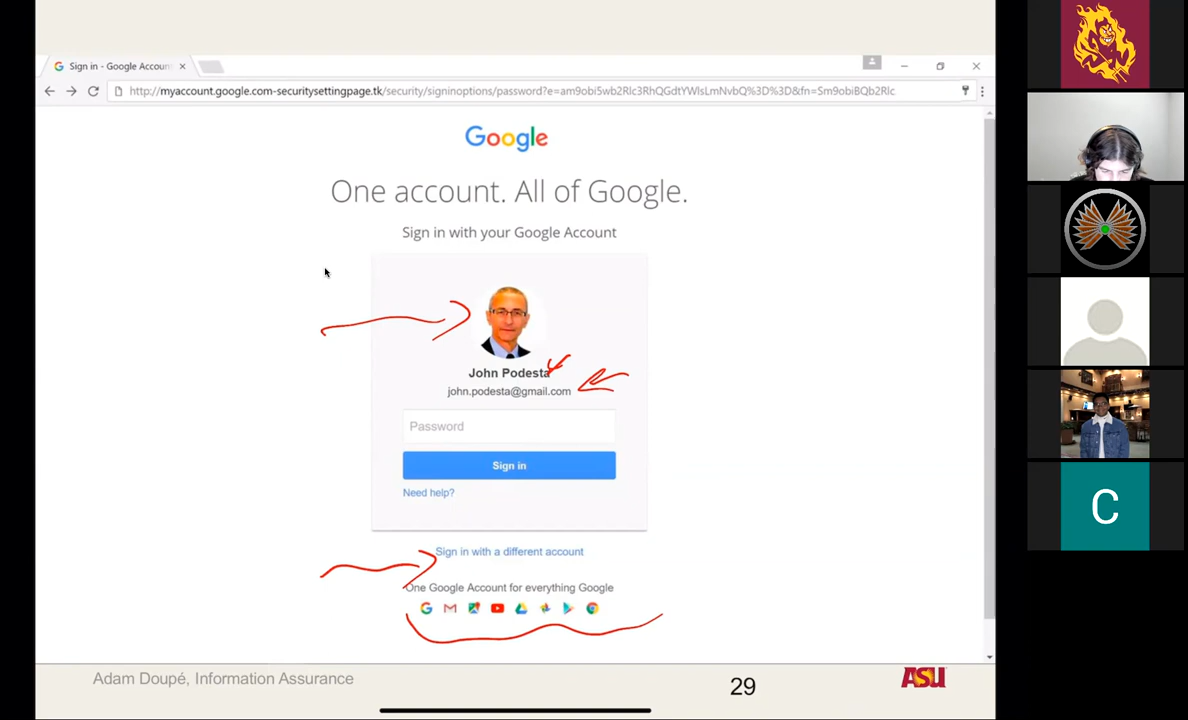 Sign in - Google Accoun
http://myaccount.google.com-securitysettingpage.tk/security/signinoptions/password?e=am9obi5wb2Rlc3RhQGdtYWlsLmNvbQ%3D%3D&fn=Sm9obiBQb2Rlc
Google
One account. All of Google.
Sign in with your Google Account
John Podesta
john.podesta@gmail.com
Password
Sign in
Need help?
Sign in with a different account
One Google Account for everything Google
Adam Doupé, Information Assurance
29
ASU
C